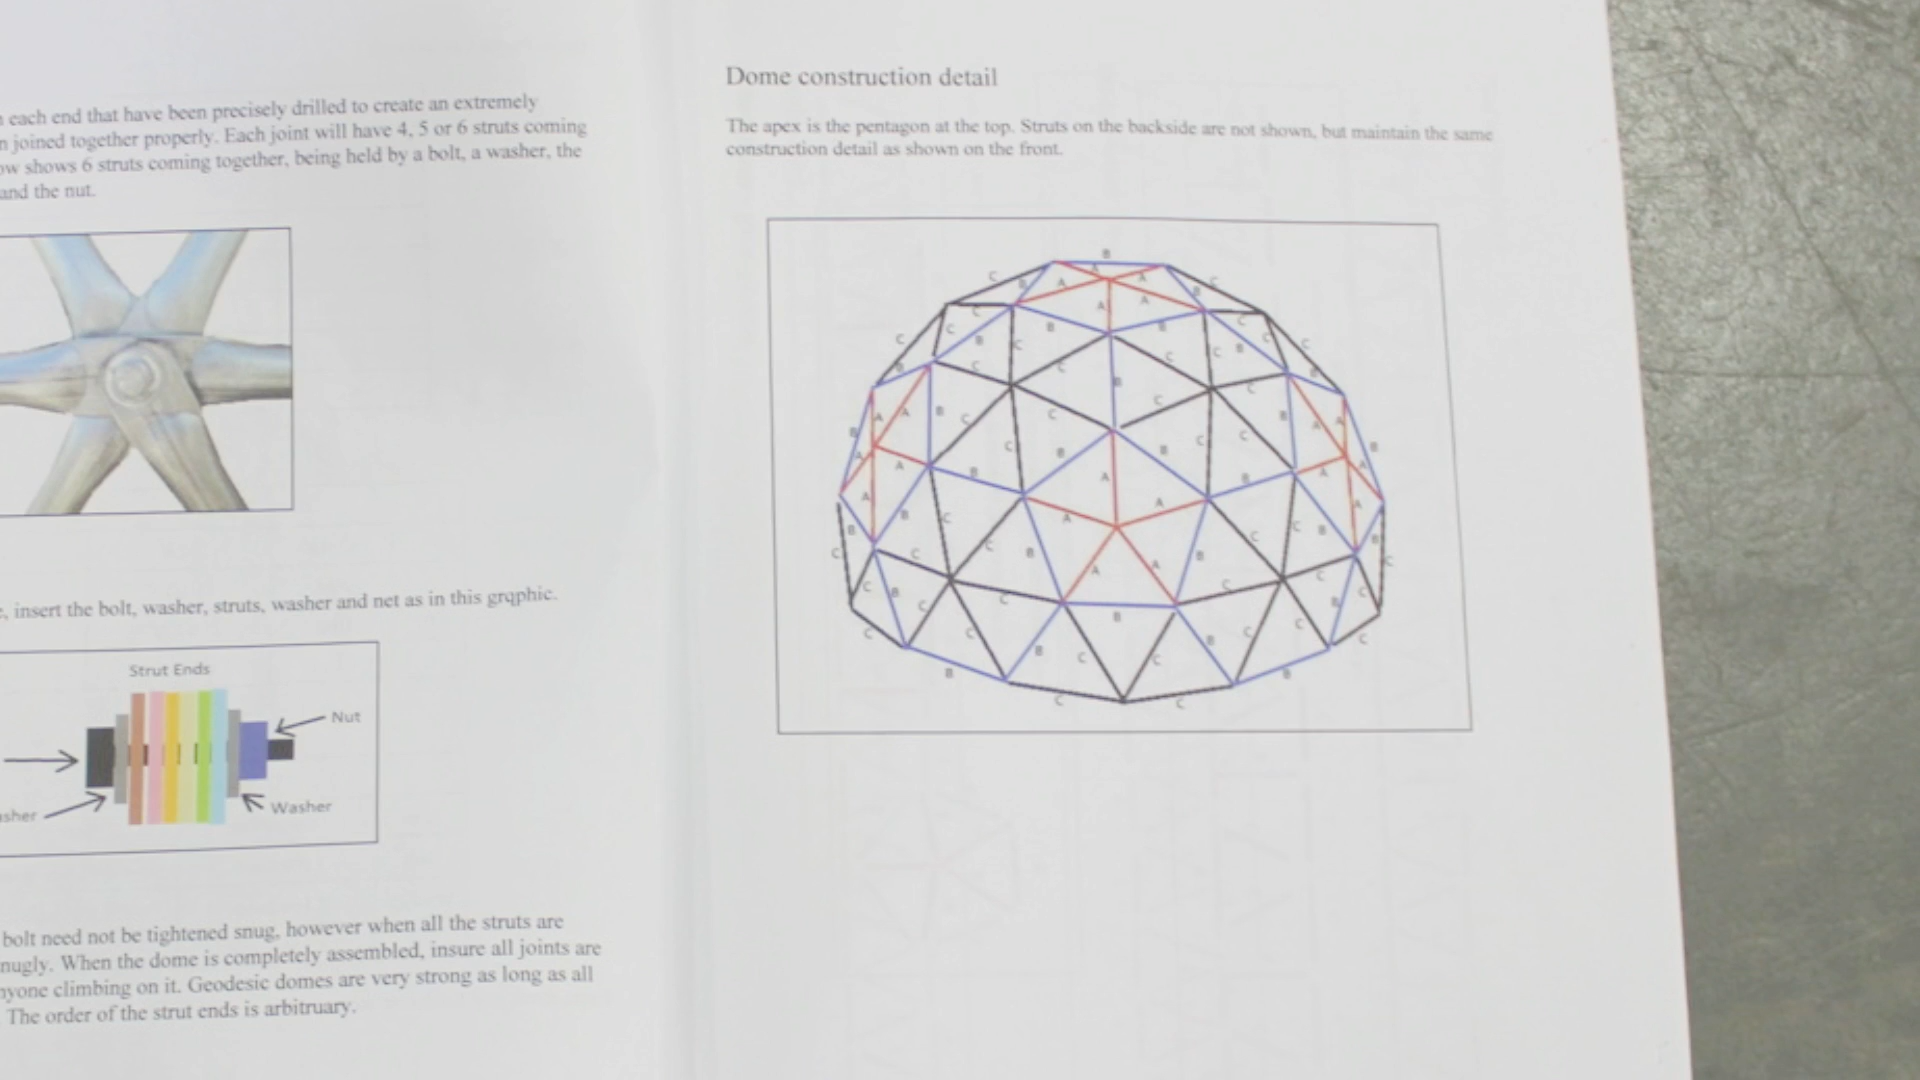 each end that have been precisely drilled to create an extremely
joined together properly. Each joint will have 4, 5 or 6 struts coming
shows 6 struts coming together, being held by a bolt, a washer, the
and the nut.
insert the bolt, washer, struts, washer and net as in this grqphic.
Strut Ends
Nut
Washer
bolt need not be tightened snug, however when all the struts are
When the dome is completely assembled, insure all joints are
climbing on it. Geodesic domes are very strong as long as all
The order of the strut ends is arbitruary.
Dome construction detail
The apex is the pentagon at the top. Struts on the backside are not shown, but maintain the same
construction detail as shown on the front.